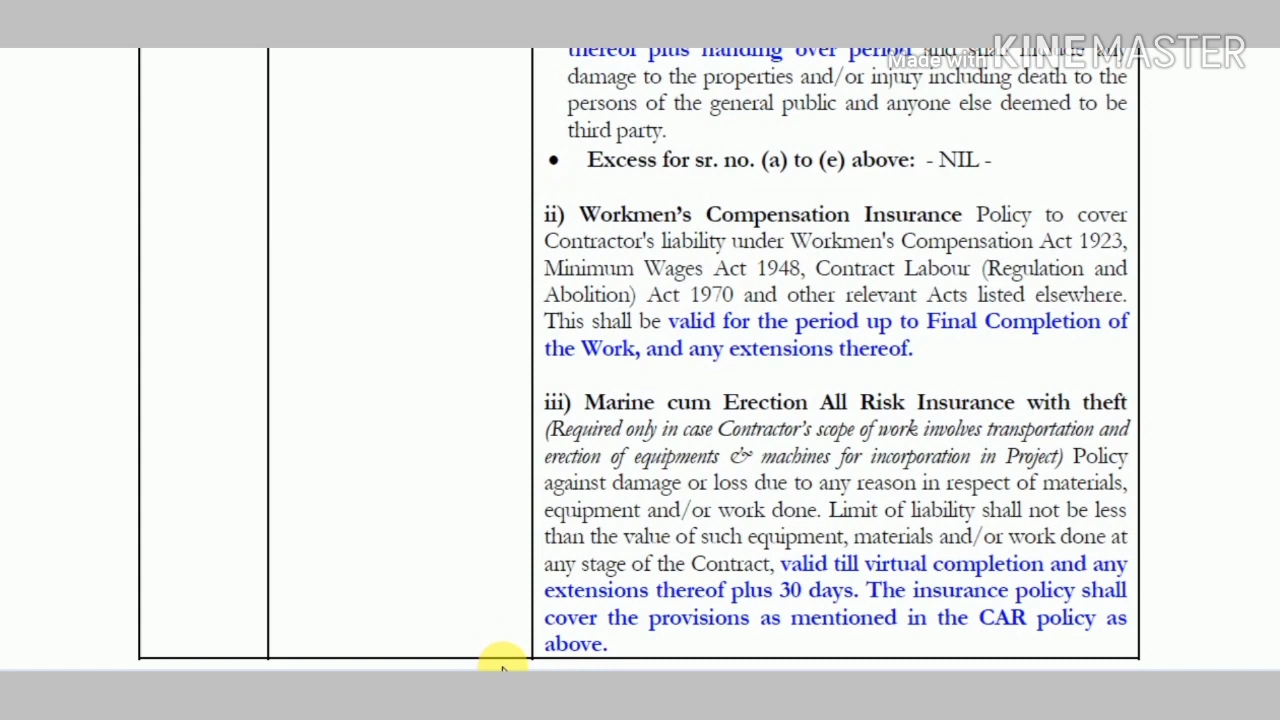 thereof plus handing over period and shall include any
Made with KINEMASTER
damage to the properties and/or injury including death to the
persons of the general public and anyone else deemed to be
third party.
• Excess for sr. no. (a) to (e) above: - NIL -
ii) Workmen's Compensation Insurance Policy to cover
Contractor's liability under Workmen's Compensation Act 1923,
Minimum Wages Act 1948, Contract Labour (Regulation and
Abolition) Act 1970 and other relevant Acts listed elsewhere.
This shall be valid for the period up to Final Completion of
the Work, and any extensions thereof.
iii) Marine cum Erection All Risk Insurance with theft
(Required only in case Contractor's scope of work involves transportation and
erection of equipments & machines for incorporation in Project) Policy
against damage or loss due to any reason in respect of materials,
equipment and/or work done. Limit of liability shall not be less
than the value of such equipment, materials and/or work done at
any stage of the Contract, valid till virtual completion and any
extensions thereof plus 30 days. The insurance policy shall
cover the provisions as mentioned in the CAR policy as
above.